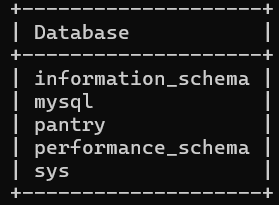 +--------------------+
| Database           |
+--------------------+
| information_schema |
| mysql              |
| pantry             |
| performance_schema |
| sys                |
+--------------------+